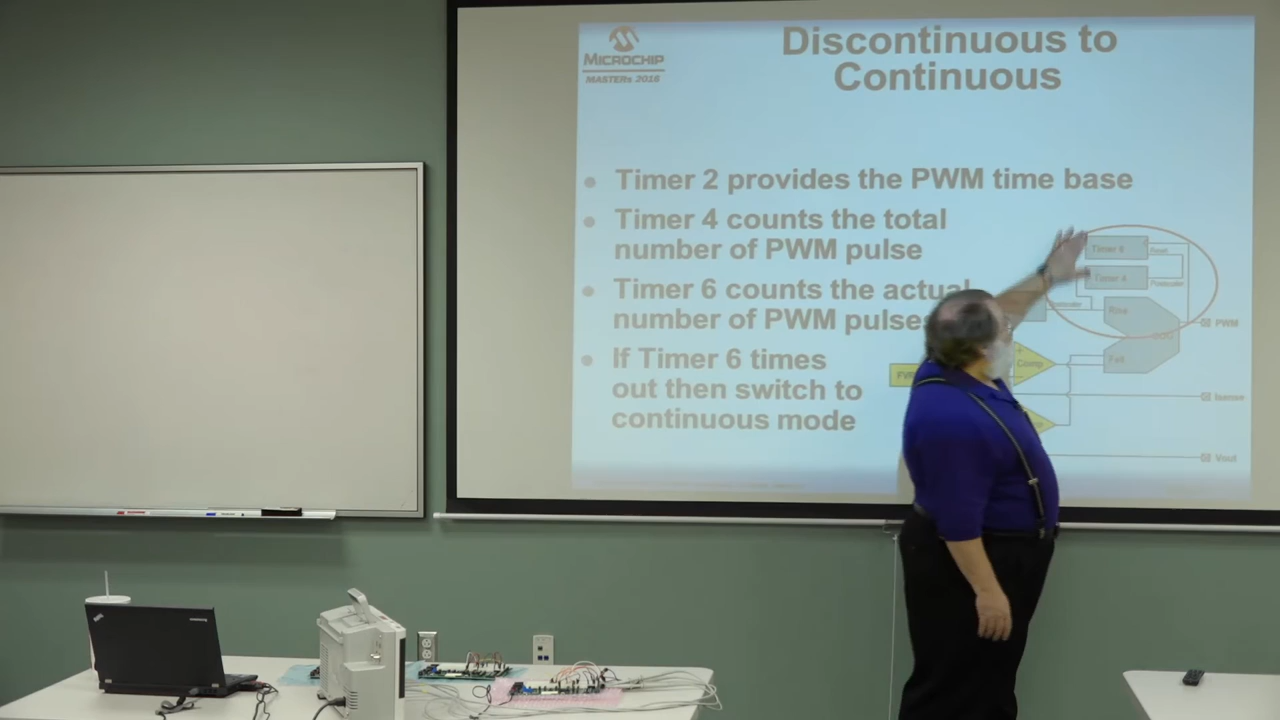 MICROCHIP
MASTERs 2016
Discontinuous to
Continuous
Timer 2 provides the PWM time base
Timer 4 counts the total
number of PWM pulse
Timer 6 counts the actual
number of PWM pulses
If Timer 6 times
out then switch to
continuous mode
Timer 6
Reset
Timer 4
Postscaler
Rise
PWM
Fall
Comp
Isense
Vout